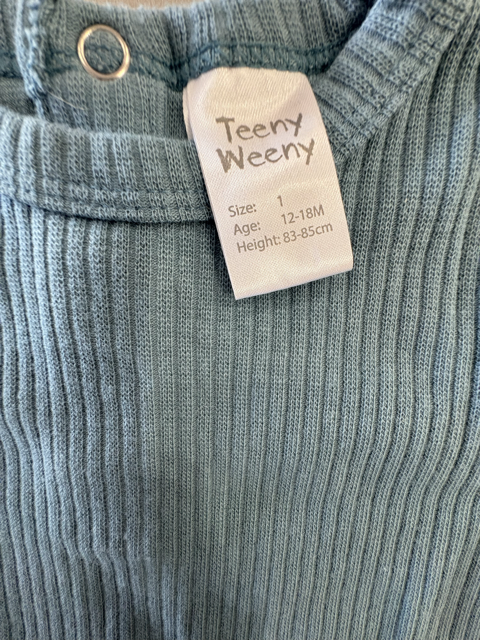 Teeny
Weeny
Size: 1
Age: 12-18M
Height: 83-85cm